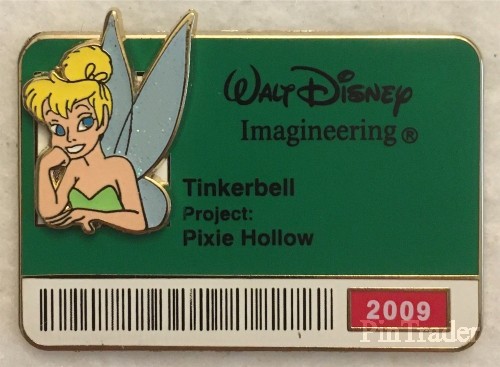 WALT DISNEY
Imagineering®
Tinkerbell
Project:
Pixie Hollow
2009
PinTrader